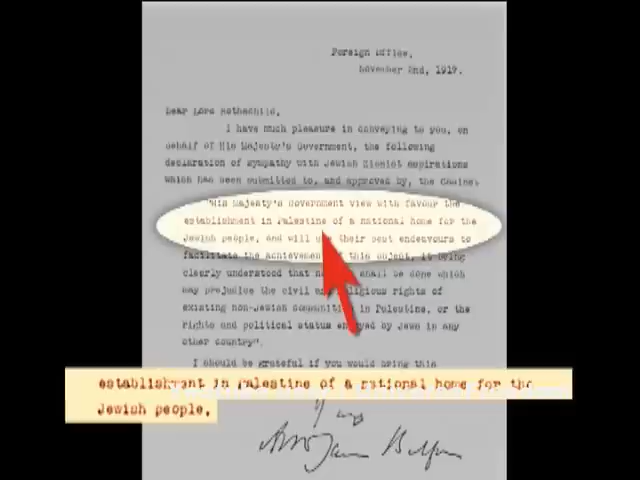 Foreign Office,
November 2nd, 1917.
Dear Lord Rothschild,
I have much pleasure in conveying to you, on
behalf of His Majesty's Government, the following
declaration of sympathy with Jewish Zionist aspirations
which has been submitted to, and approved by, the Cabinet.
"His Majesty's Government view with favour the
establishment in Palestine of a national home for the
Jewish people, and will use their best endeavours to
facilitate the achievement of this object, it being
clearly understood that shall be done which
may prejudice the civil and religious rights of
existing non-Jewish communities in Palestine, or the
rights and political status enjoyed by Jews in any
other country".
I should be grateful if you would bring this
establishment in Palestine of a national home for the
Jewish people,